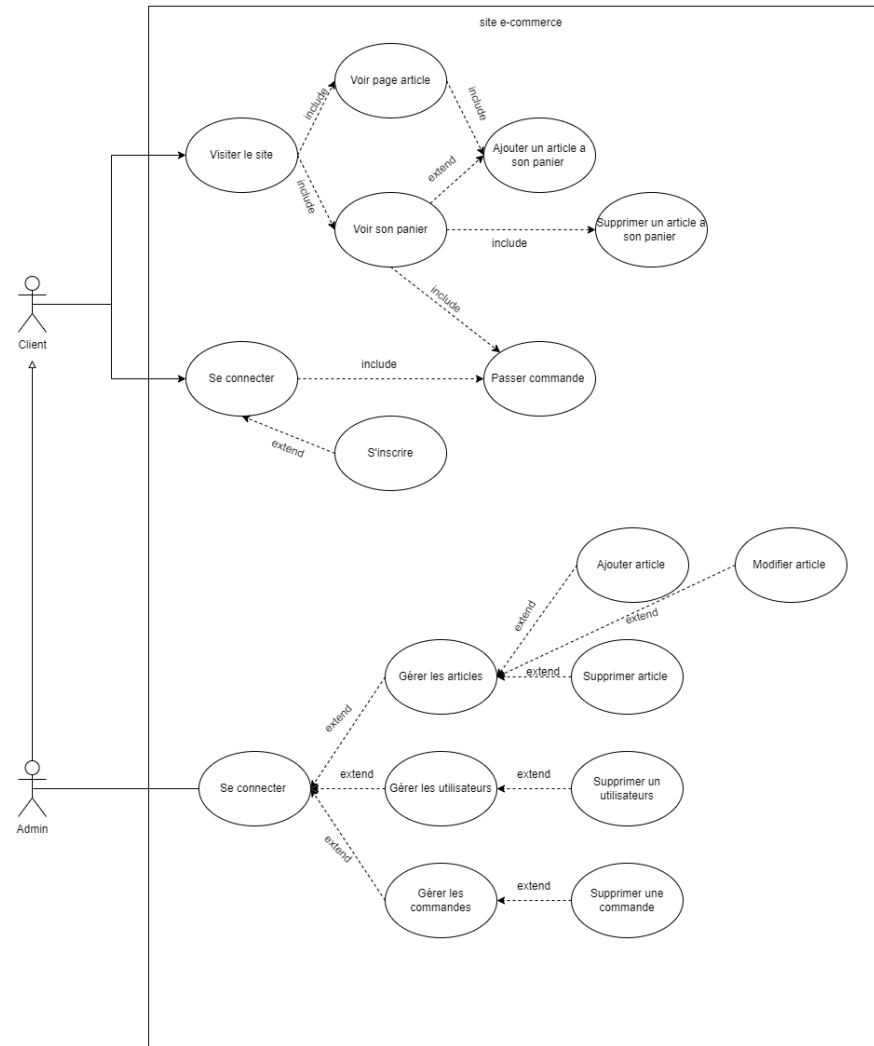 site e-commerce
Voir page article
include
include
Visiter le site
Ajouter un article a
son panier
extend
include
Voir son panier
include
Supprimer un article a
son panier
include
Client
Se connecter
include
Passer commande
extend
S'inscrire
Ajouter article
Modifier article
extend
extend
Gérer les articles
extend
Supprimer article
extend
Se connecter
extend
Gérer les utilisateurs
extend
Supprimer un
utilisateurs
Admin
extend
Gérer les
commandes
extend
Supprimer une
commande